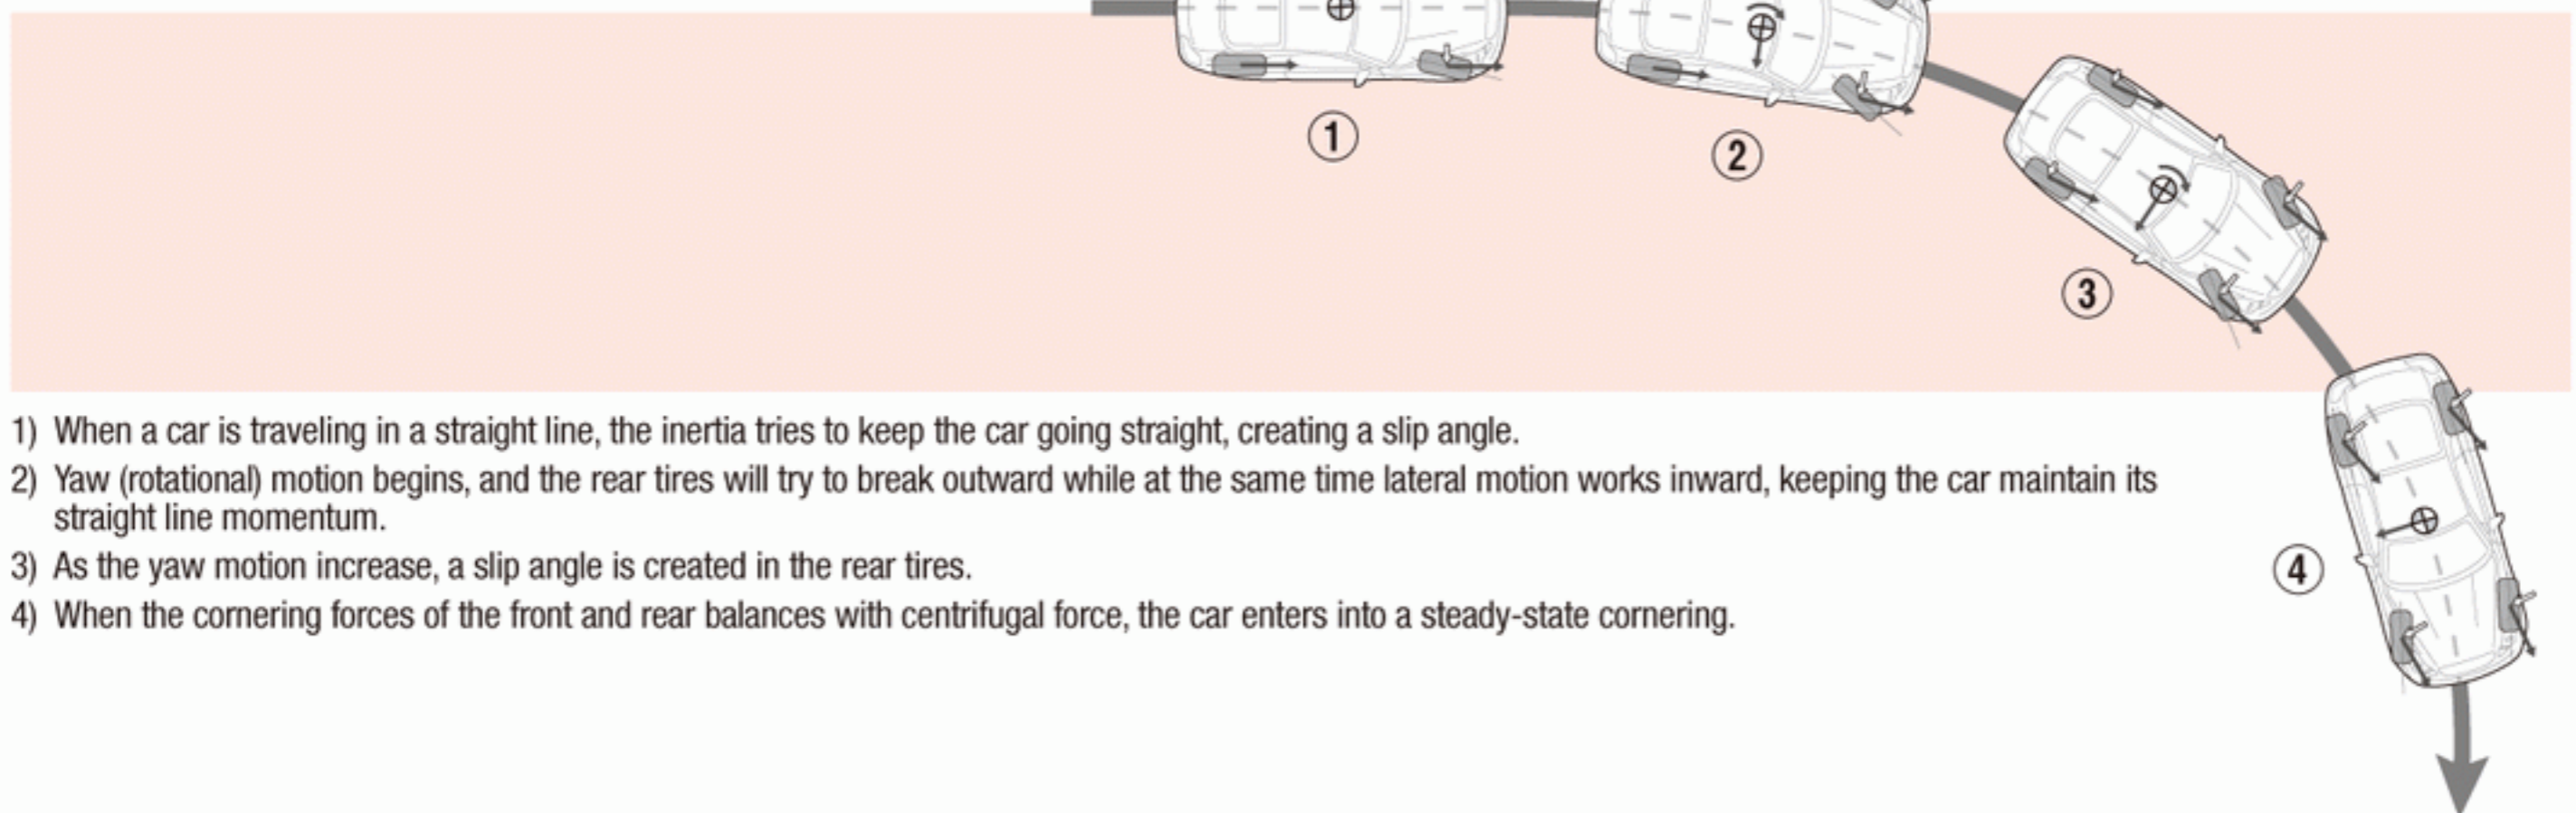 ①
②
③
④
1) When a car is traveling in a straight line, the inertia tries to keep the car going straight, creating a slip angle.
2) Yaw (rotational) motion begins, and the rear tires will try to break outward while at the same time lateral motion works inward, keeping the car maintain its
straight line momentum.
3) As the yaw motion increase, a slip angle is created in the rear tires.
4) When the cornering forces of the front and rear balances with centrifugal force, the car enters into a steady-state cornering.